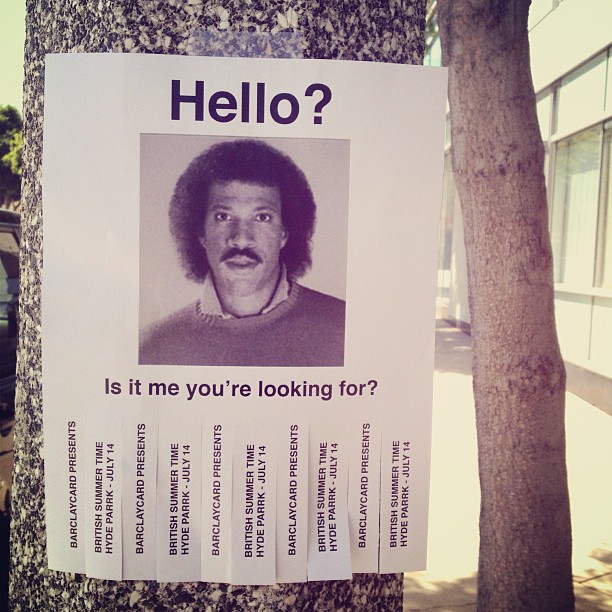 Hello?
Is it me you're looking for?
BARCLAYCARD PRESENTS
BRITISH SUMMER TIME
HYDE PARRK - JULY 14
BARCLAYCARD PRESENTS
BRITISH SUMMER TIME
HYDE PARRK - JULY 14
BARCLAYCARD PRESENTS
BRITISH SUMMER TIME
HYDE PARRK - JULY 14
BARCLAYCARD PRESENTS
BRITISH SUMMER TIME
HYDE PARRK - JULY 14
BARCLAYCARD PRESENTS
BRITISH SUMMER TIME
HYDE PARRK - JULY 14